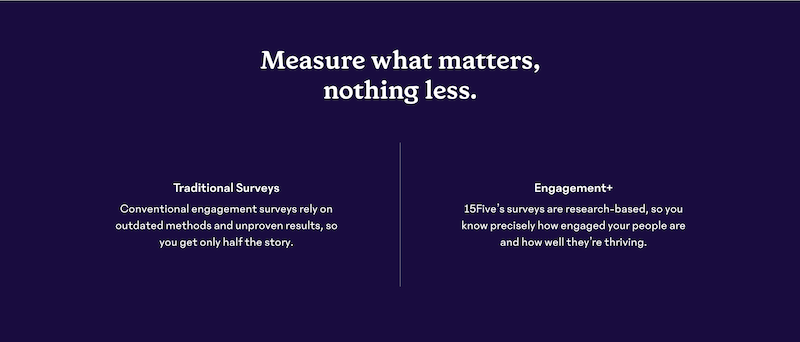 Measure what matters,
nothing less.
Traditional Surveys
Conventional engagement surveys rely on
outdated methods and unproven results, so
you get only half the story.
Engagement+
15Five's surveys are research-based, so you
know precisely how engaged your people are
and how well they're thriving.